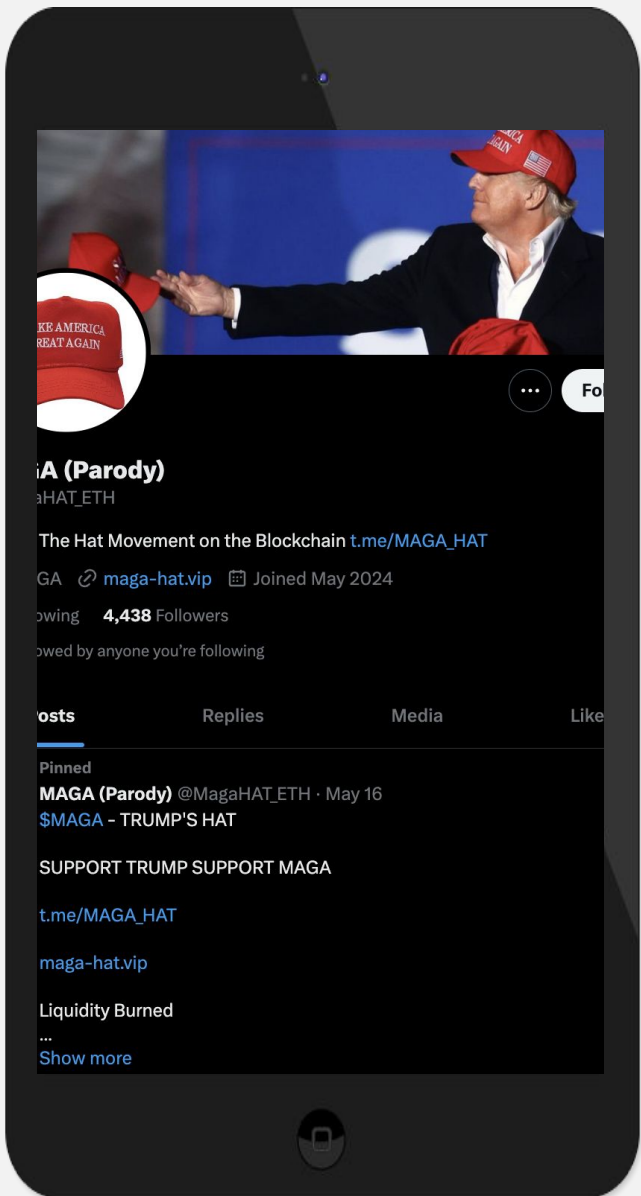 ICA
GAIN
KE AMERICA
REAT AGAIN
... Fo
A (Parody)
aHAT_ETH
The Hat Movement on the Blockchain t.me/MAGA_HAT
GA maga-hat.vip Joined May 2024
owing 4,438 Followers
owed by anyone you're following
osts Replies Media Like
Pinned
MAGA (Parody) @MagaHAT_ETH · May 16
$MAGA - TRUMP'S HAT
SUPPORT TRUMP SUPPORT MAGA
t.me/MAGA_HAT
maga-hat.vip
Liquidity Burned
...
Show more